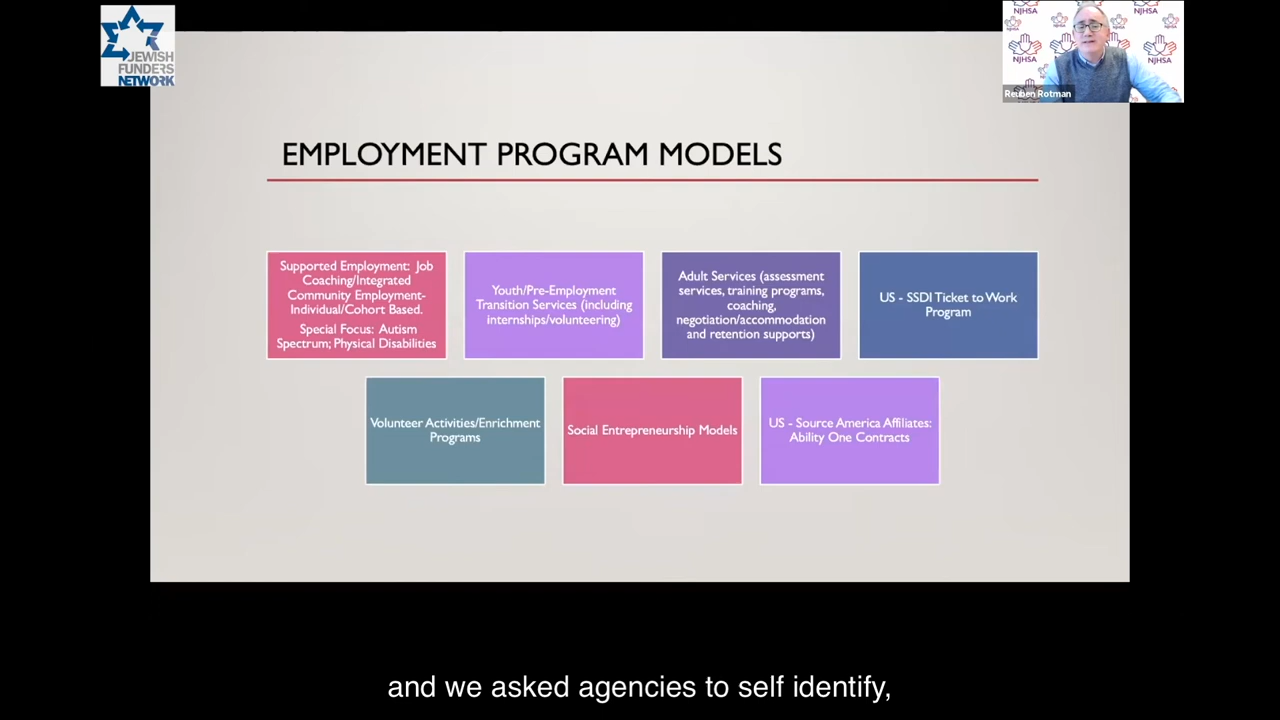 JEWISH
FUNDERS
NETWORK
NJHSA
NJHSA
NJHSA
Reuben Rotman
EMPLOYMENT PROGRAM MODELS
Supported Employment: Job
Coaching/Integrated
Community Employment-
Individual/Cohort Based.
Special Focus: Autism
Spectrum; Physical Disabilities
Youth/Pre-Employment
Transition Services (including
internships/volunteering)
Adult Services (assessment
services, training programs,
coaching,
negotiation/accommodation
and retention supports)
US - SSDI Ticket to Work
Program
Volunteer Activities/Enrichment
Programs
Social Entrepreneurship Models
US - Source America Affiliates:
Ability One Contracts
and we asked agencies to self identify,